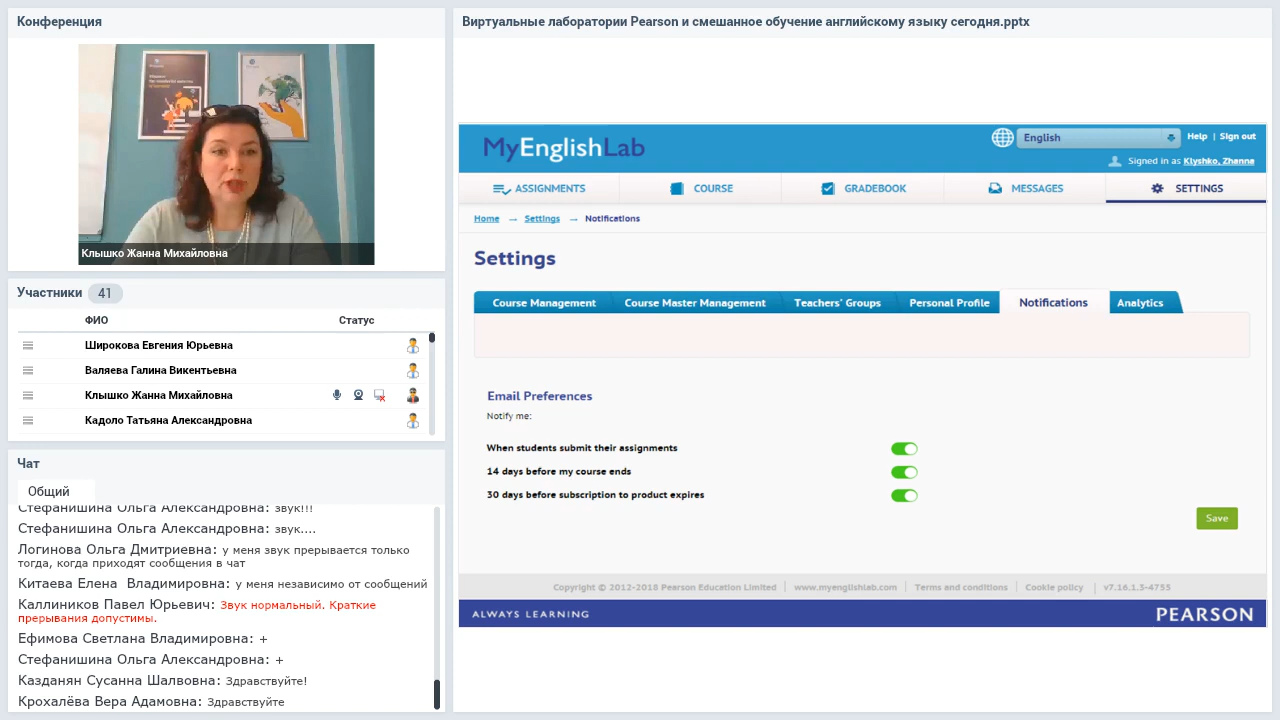 Конференция
Клышко Жанна Михайловна
Участники 41
ФИО Статус
Широкова Евгения Юрьевна
Валяева Галина Викентьевна
Клышко Жанна Михайловна
Кадоло Татьяна Александровна
Чат
Общий
Стефанишина Ольга Александровна: звук!!!
Стефанишина Ольга Александровна: звук....
Логинова Ольга Дмитриевна: у меня звук прерывается только
тогда, когда приходят сообщения в чат
Китаева Елена Владимировна: у меня независимо от сообщений
Каллиников Павел Юрьевич: Звук нормальный. Краткие
прерывания допустимы.
Ефимова Светлана Владимировна: +
Стефанишина Ольга Александровна: +
Казданян Сусанна Шалвовна: Здравствуйте!
Крохалёва Вера Адамовна: Здравствуйте
Виртуальные лаборатории Pearson и смешанное обучение английскому языку сегодня.pptx
MyEnglishLab
English Help | Sign out
Signed in as Klyshko, Zhanna
ASSIGNMENTS COURSE GRADEBOOK MESSAGES SETTINGS
Home → Settings → Notifications
Settings
Course Management Course Master Management Teachers' Groups Personal Profile Notifications Analytics
Email Preferences
Notify me:
When students submit their assignments
14 days before my course ends
30 days before subscription to product expires
Save
Copyright © 2012-2018 Pearson Education Limited | www.myenglishlab.com | Terms and conditions | Cookie policy | v7.16.1.5-4755
ALWAYS LEARNING PEARSON